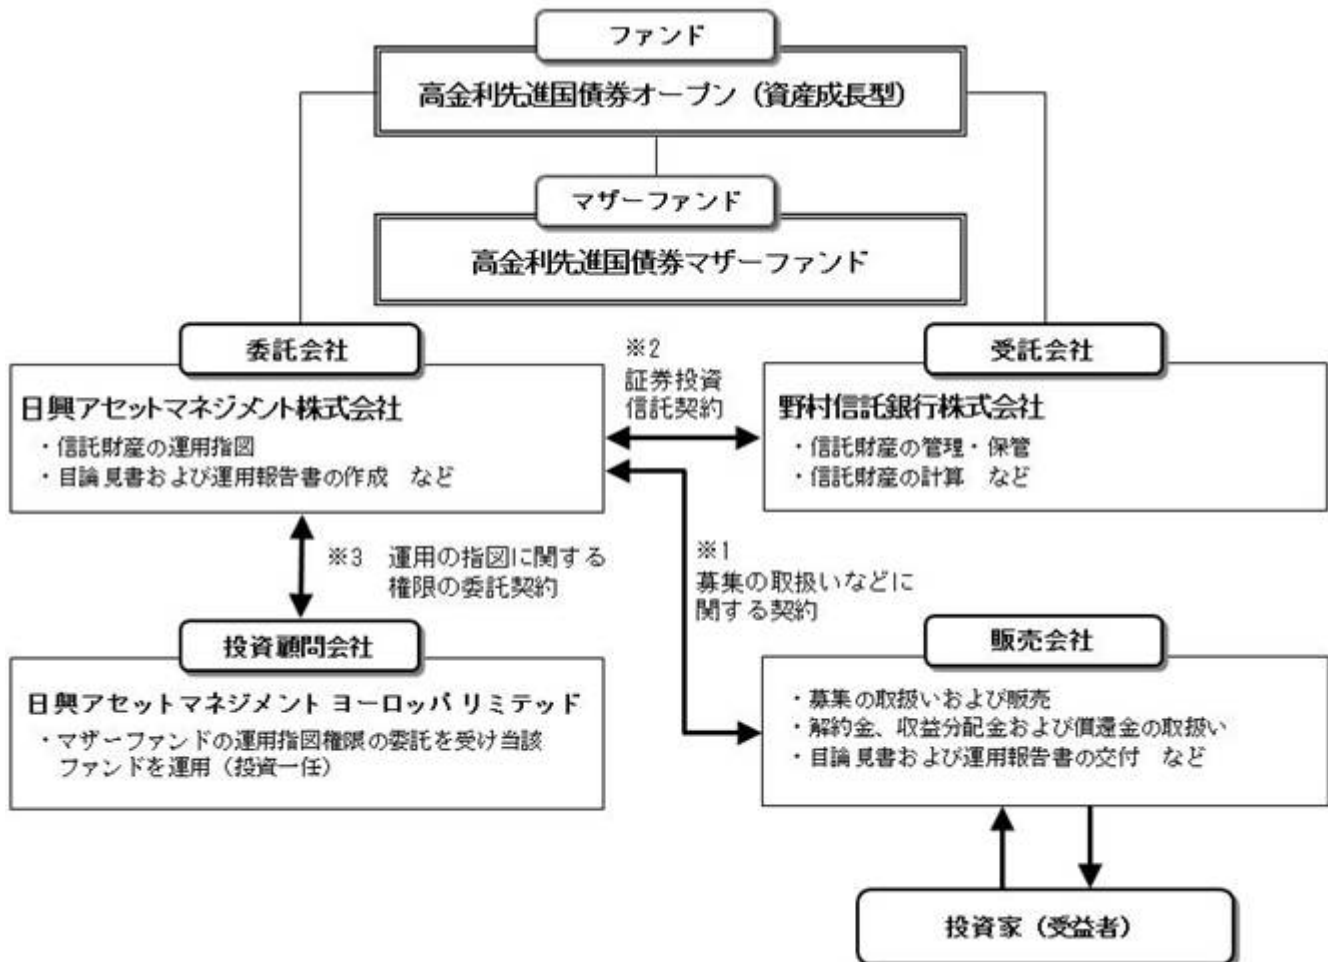 ファンド
高金利先進国債券オープン（資産成長型）
マザーファンド
高金利先進国債券マザーファンド
委託会社
日興アセットマネジメント株式会社
・信託財産の運用指図
・目論見書および運用報告書の作成　など
※2
証券投資
信託契約
受託会社
野村信託銀行株式会社
・信託財産の管理・保管
・信託財産の計算　など
※3　運用の指図に関する
権限の委託契約
※1
募集の取扱いなどに
関する契約
投資顧問会社
日興アセットマネジメント ヨーロッパ リミテッド
・マザーファンドの運用指図権限の委託を受け当該
ファンドを運用（投資一任）
販売会社
・募集の取扱いおよび販売
・解約金、収益分配金および償還金の取扱い
・目論見書および運用報告書の交付　など
投資家（受益者）